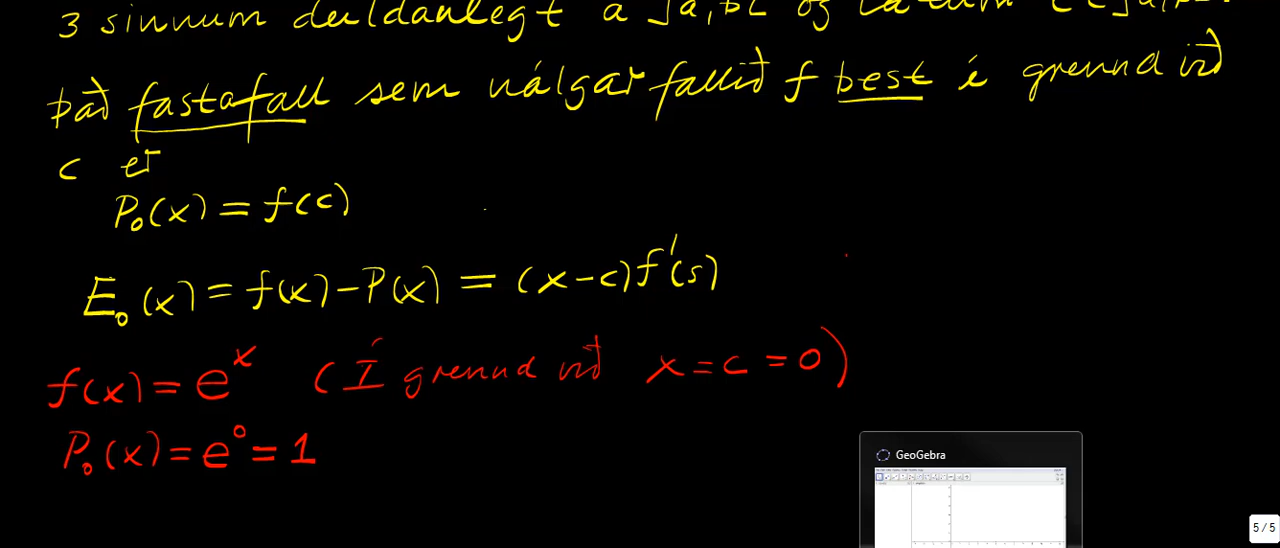 3 sinnum deildanlegt á ]a,b[ og látum c ∈ ]a,b[.
Það fastafall sem nálgar fallið f best í grennd við
c er
P₀(x) = f(c)
E₀(x) = f(x) - P(x) = (x-c)f'(s)
f(x) = eˣ (Í grennd við x = c = 0)
P₀(x) = e⁰ = 1
GeoGebra
5/5